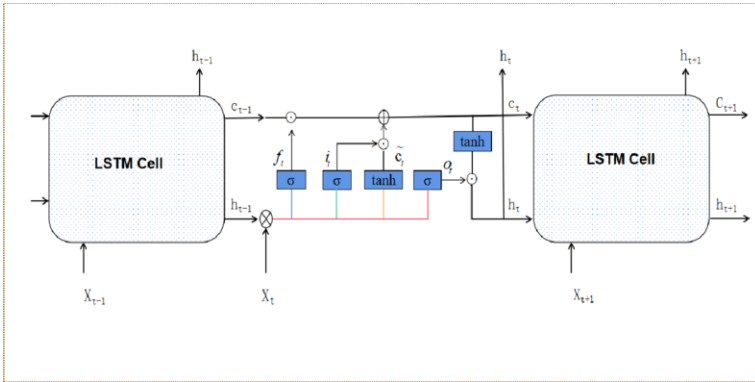 h_{t-1} h_t h_{t+1}
c_{t-1} c_t C_{t+1}
LSTM Cell tanh LSTM Cell
f_t i_t c̃_t o_t
σ σ tanh σ
h_{t-1} h_t h_{t+1}
X_{t-1} X_t X_{t+1}